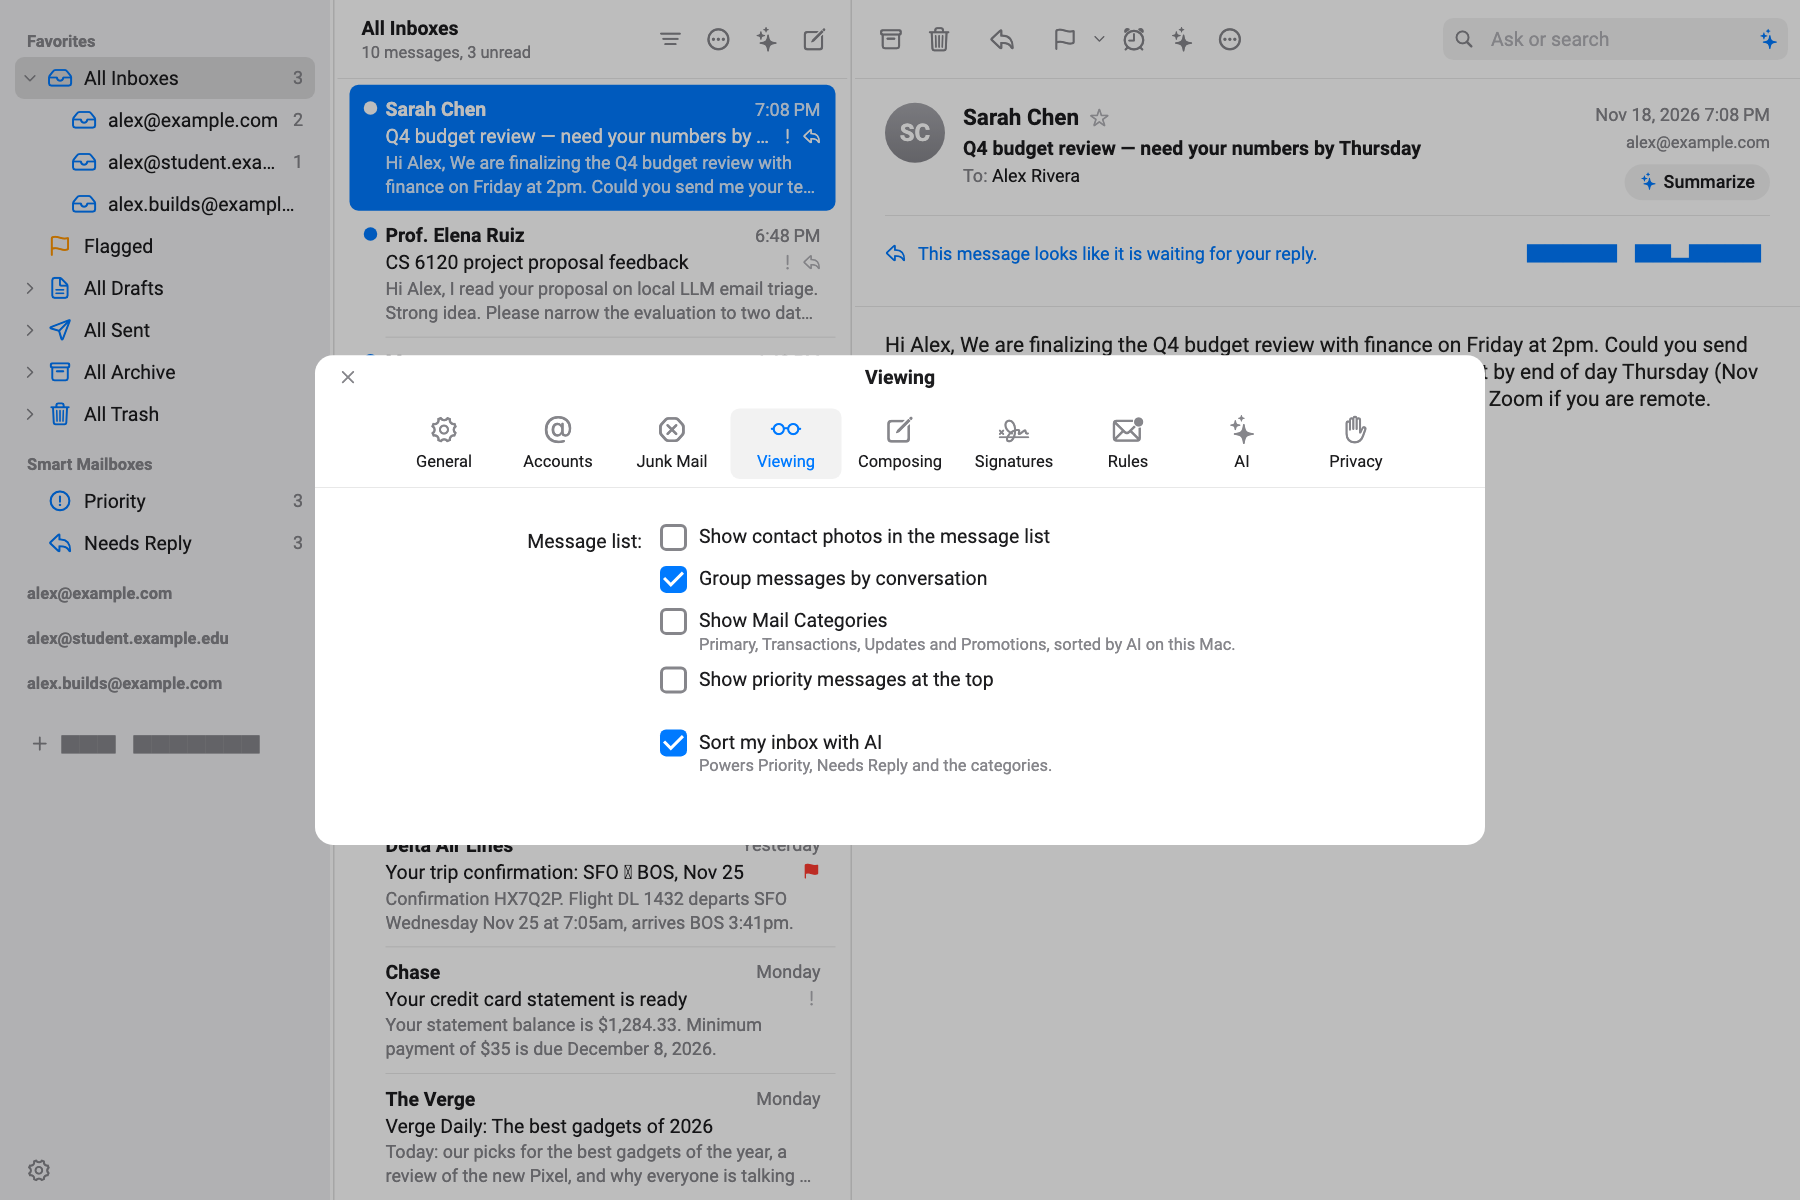 Favorites
All Inboxes 3
alex@example.com 2
alex@student.exa... 1
alex.builds@exampl...
Flagged
All Drafts
All Sent
All Archive
All Trash
Smart Mailboxes
Priority 3
Needs Reply 3
alex@example.com
alex@student.example.edu
alex.builds@example.com
All Inboxes
10 messages, 3 unread
Sarah Chen 7:08 PM
Q4 budget review — need your numbers by ... !
Hi Alex, We are finalizing the Q4 budget review with
finance on Friday at 2pm. Could you send me your te...
Prof. Elena Ruiz 6:48 PM
CS 6120 project proposal feedback !
Hi Alex, I read your proposal on local LLM email triage.
Strong idea. Please narrow the evaluation to two dat...
Ask or search
SC
Sarah Chen
Nov 18, 2026 7:08 PM
Q4 budget review — need your numbers by Thursday
alex@example.com
To: Alex Rivera
Summarize
This message looks like it is waiting for your reply.
Hi Alex, We are finalizing the Q4 budget review with finance on Friday at 2pm. Could you send
by end of day Thursday (Nov
Zoom if you are remote.
Viewing
General
Accounts
Junk Mail
Viewing
Composing
Signatures
Rules
AI
Privacy
Message list:
Show contact photos in the message list
Group messages by conversation
Show Mail Categories
Primary, Transactions, Updates and Promotions, sorted by AI on this Mac.
Show priority messages at the top
Sort my inbox with AI
Powers Priority, Needs Reply and the categories.
Delta Air Lines Yesterday
Your trip confirmation: SFO BOS, Nov 25
Confirmation HX7Q2P. Flight DL 1432 departs SFO
Wednesday Nov 25 at 7:05am, arrives BOS 3:41pm.
Chase Monday
Your credit card statement is ready !
Your statement balance is $1,284.33. Minimum
payment of $35 is due December 8, 2026.
The Verge Monday
Verge Daily: The best gadgets of 2026
Today: our picks for the best gadgets of the year, a
review of the new Pixel, and why everyone is talking ...